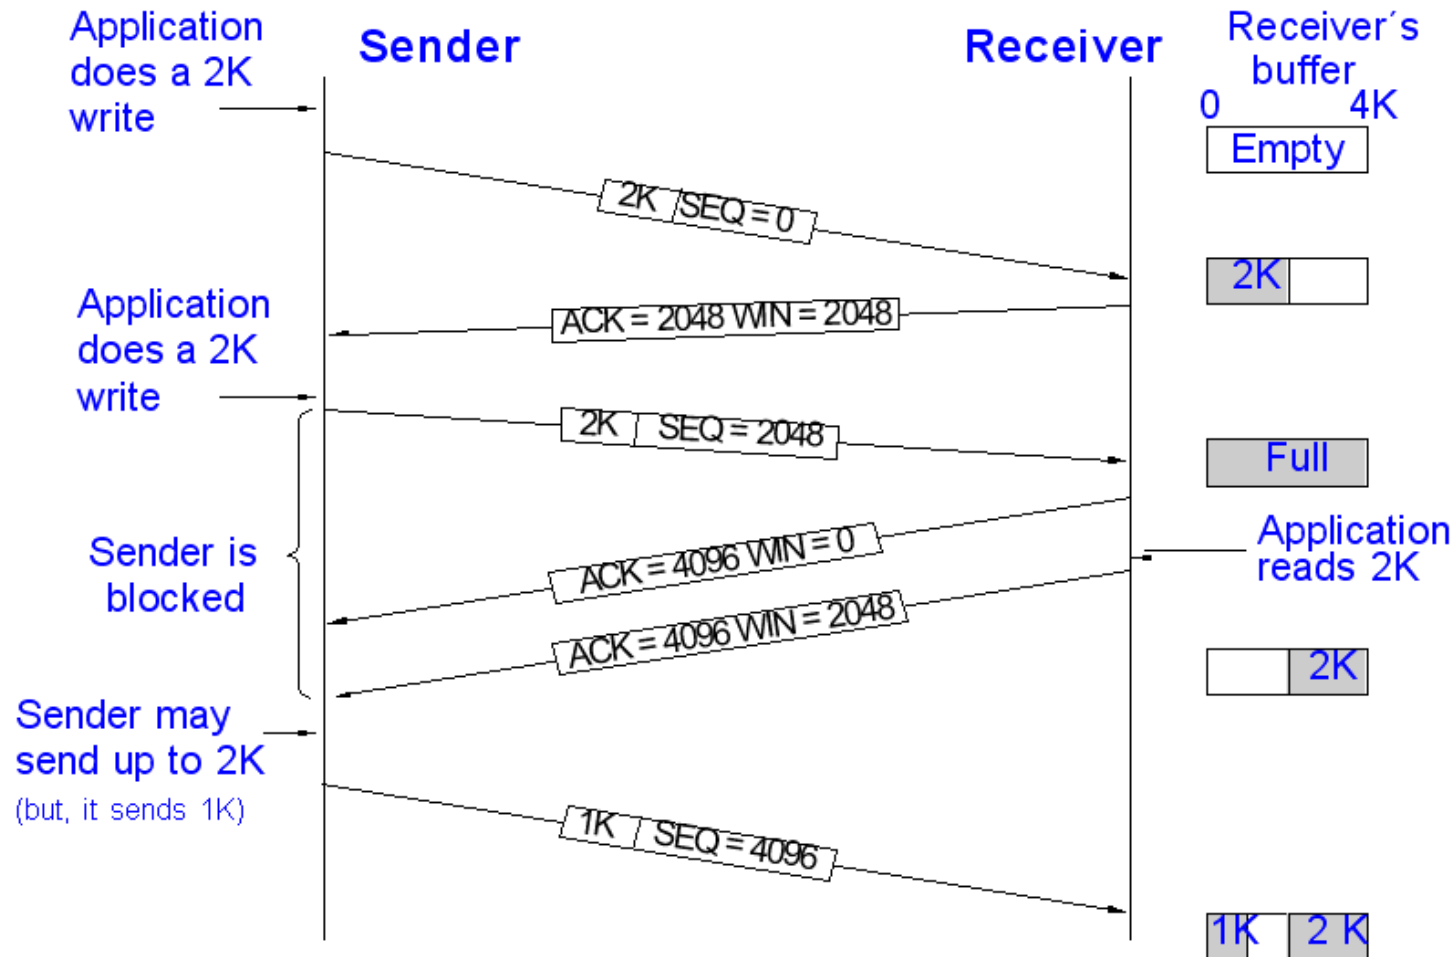 Application
does a 2K
write
Sender
Receiver
Receiver´s
buffer
0 4K
Empty
2K SEQ = 0
2K
ACK = 2048 WIN = 2048
Application
does a 2K
write
2K SEQ = 2048
Full
Sender is
blocked
ACK = 4096 WIN = 0
Application
reads 2K
ACK = 4096 WIN = 2048
2K
Sender may
send up to 2K
(but, it sends 1K)
1K SEQ = 4096
1K 2 K